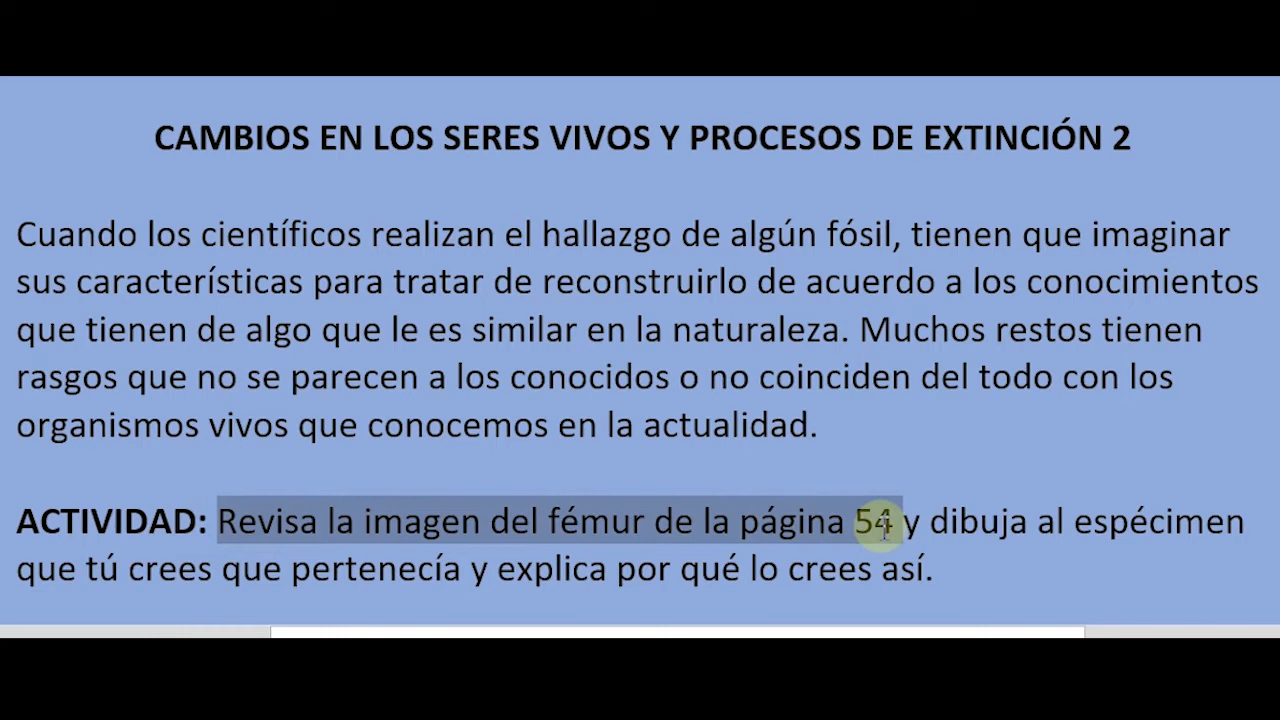 CAMBIOS EN LOS SERES VIVOS Y PROCESOS DE EXTINCIÓN 2
Cuando los científicos realizan el hallazgo de algún fósil, tienen que imaginar
sus características para tratar de reconstruirlo de acuerdo a los conocimientos
que tienen de algo que le es similar en la naturaleza. Muchos restos tienen
rasgos que no se parecen a los conocidos o no coinciden del todo con los
organismos vivos que conocemos en la actualidad.
ACTIVIDAD: Revisa la imagen del fémur de la página 54 y dibuja al espécimen
que tú crees que pertenecía y explica por qué lo crees así.